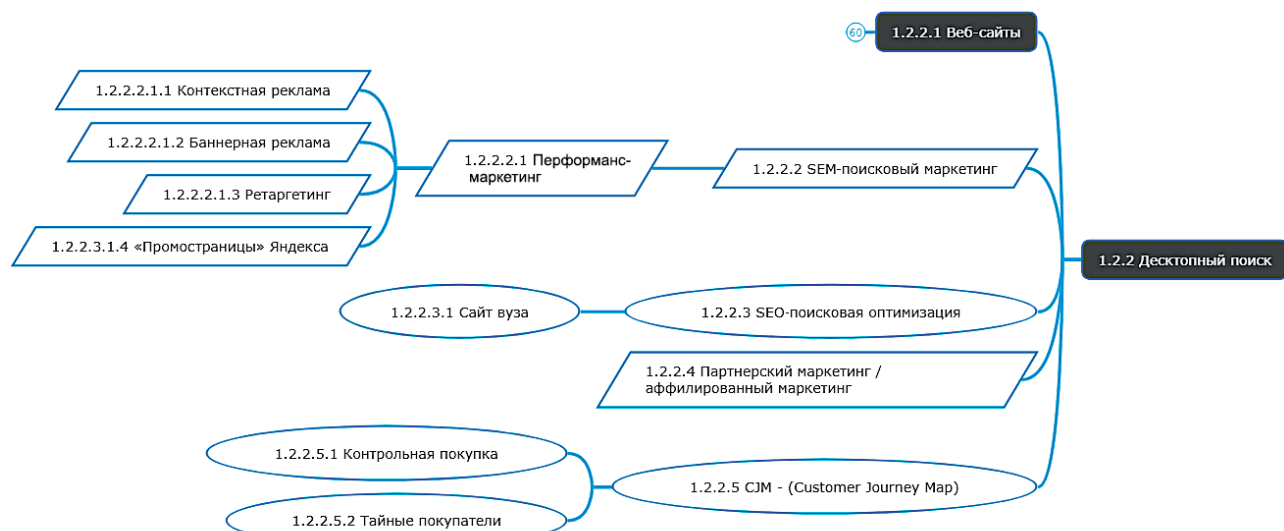 60
1.2.2.1 Веб-сайты
1.2.2.2.1.1 Контекстная реклама
1.2.2.2.1.2 Баннерная реклама
1.2.2.2.1 Перформанс-
маркетинг
1.2.2.2 SEM-поисковый маркетинг
1.2.2.2.1.3 Ретаргетинг
1.2.2.3.1.4 «Промостраницы» Яндекса
1.2.2 Десктопный поиск
1.2.2.3.1 Сайт вуза
1.2.2.3 SEO-поисковая оптимизация
1.2.2.4 Партнерский маркетинг /
аффилированный маркетинг
1.2.2.5.1 Контрольная покупка
1.2.2.5 CJM - (Customer Journey Map)
1.2.2.5.2 Тайные покупатели